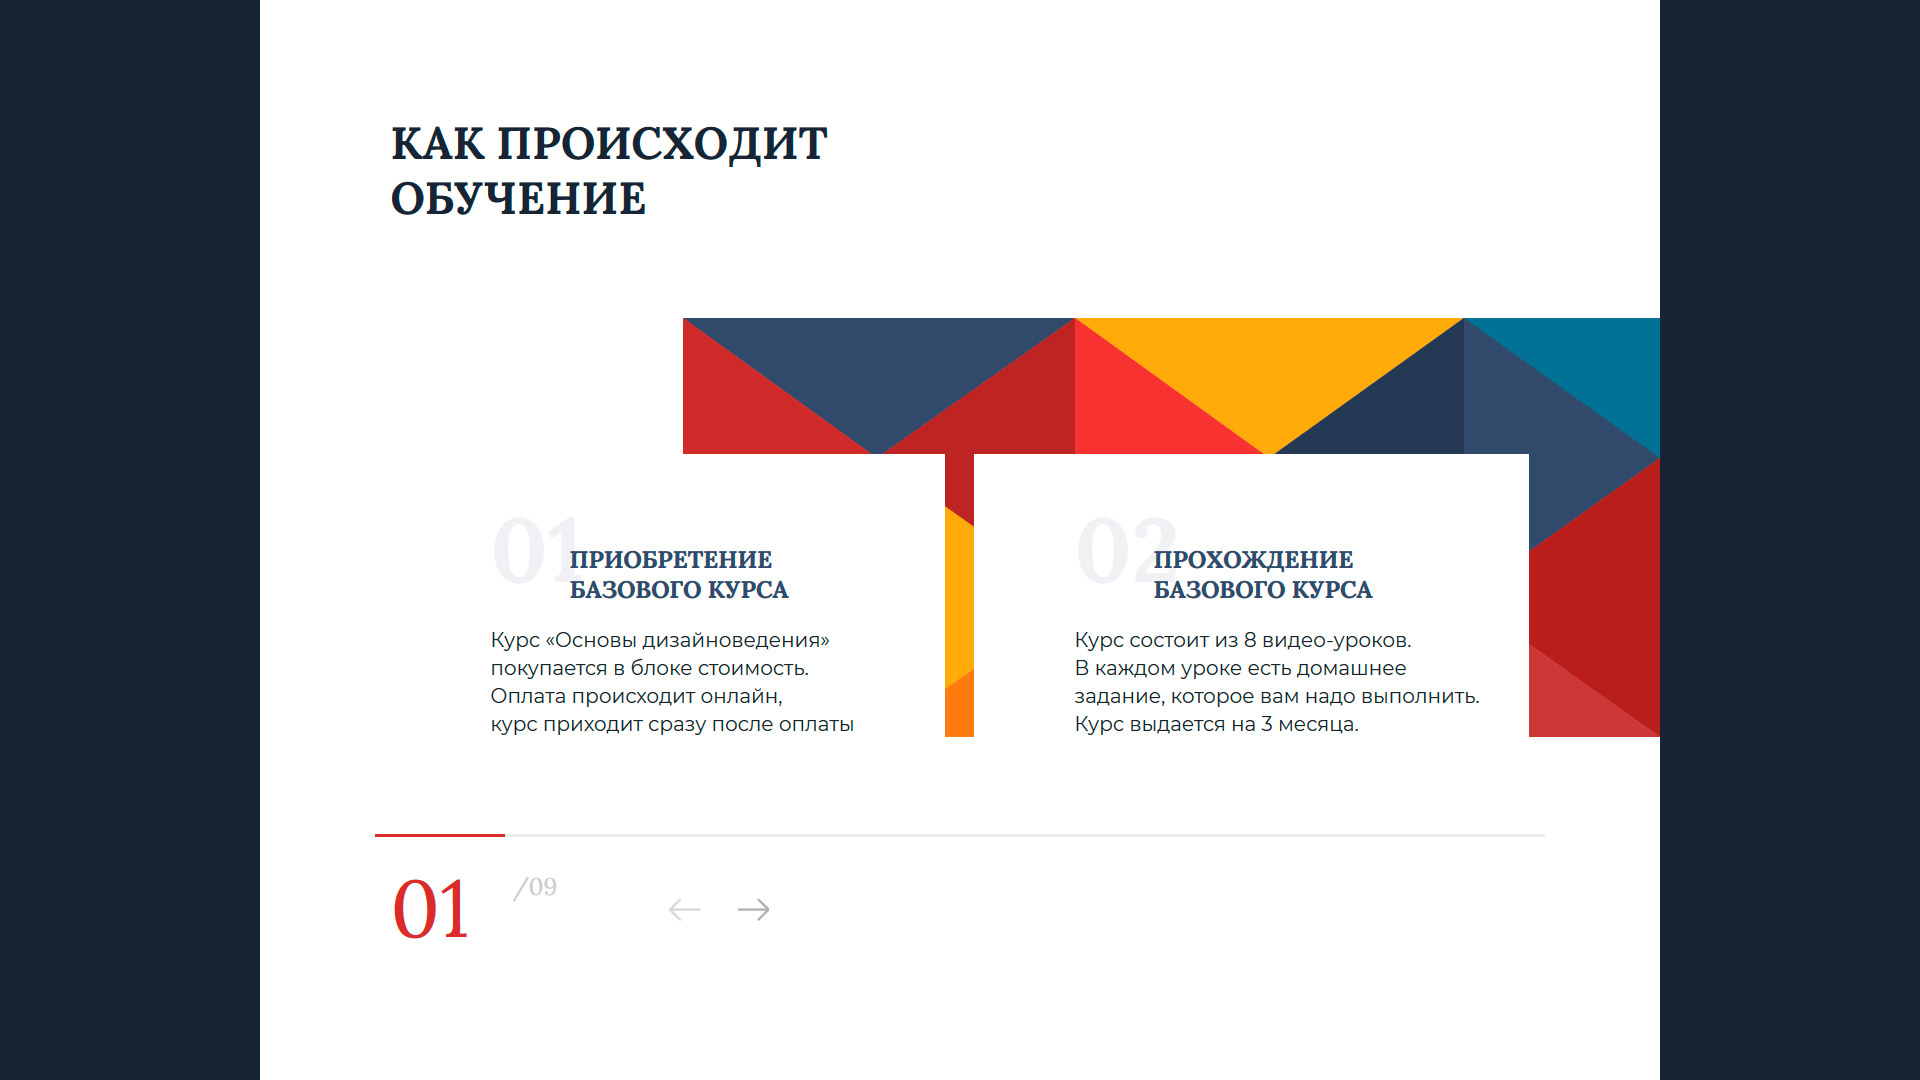 КАК ПРОИСХОДИТ
ОБУЧЕНИЕ
01
ПРИОБРЕТЕНИЕ
БАЗОВОГО КУРСА
Курс «Основы дизайноведения»
покупается в блоке стоимость.
Оплата происходит онлайн,
курс приходит сразу после оплаты
02
ПРОХОЖДЕНИЕ
БАЗОВОГО КУРСА
Курс состоит из 8 видео-уроков.
В каждом уроке есть домашнее
задание, которое вам надо выполнить.
Курс выдается на 3 месяца.
01 /09